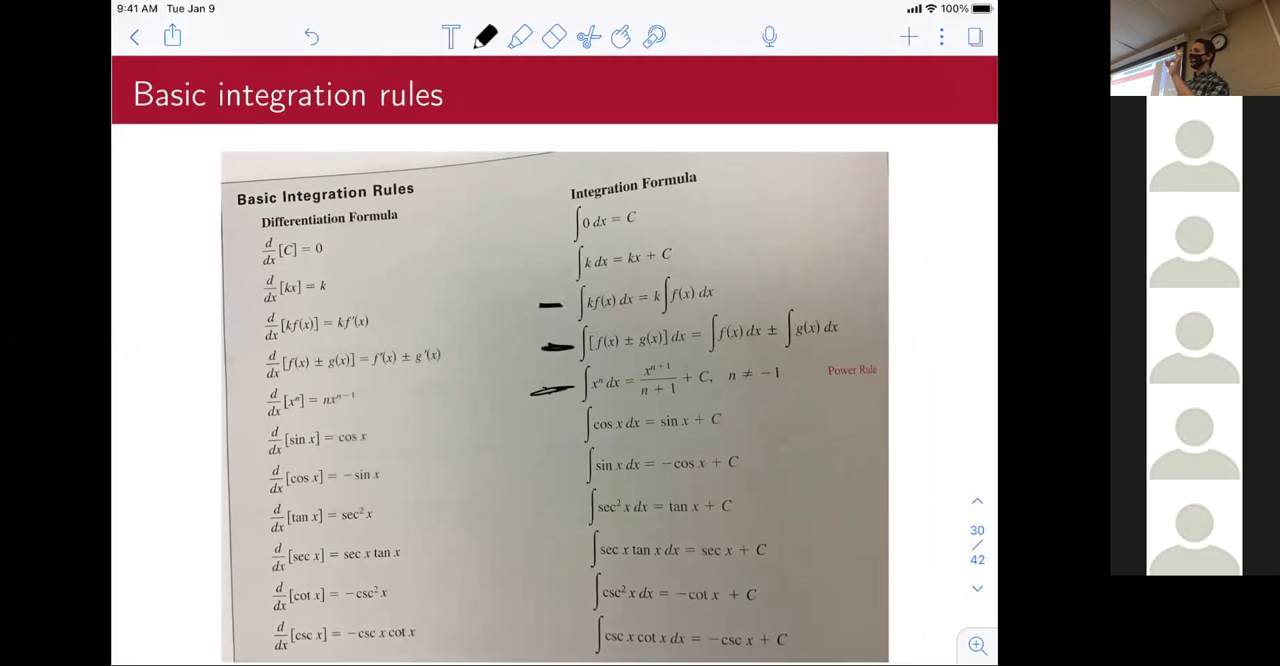 9:41 AM Tue Jan 9
100%
Basic integration rules
Basic Integration Rules
Differentiation Formula
d/dx [C] = 0
d/dx [kx] = k
d/dx [kf(x)] = kf′(x)
d/dx [f(x) ± g(x)] = f′(x) ± g′(x)
d/dx [xⁿ] = nxⁿ⁻¹
d/dx [sin x] = cos x
d/dx [cos x] = −sin x
d/dx [tan x] = sec² x
d/dx [sec x] = sec x tan x
d/dx [cot x] = −csc² x
d/dx [csc x] = −csc x cot x
Integration Formula
∫ 0 dx = C
∫ k dx = kx + C
∫ kf(x) dx = k ∫ f(x) dx
∫ [f(x) ± g(x)] dx = ∫ f(x) dx ± ∫ g(x) dx
∫ xⁿ dx = xⁿ⁺¹/(n + 1) + C, n ≠ −1 Power Rule
∫ cos x dx = sin x + C
∫ sin x dx = −cos x + C
∫ sec² x dx = tan x + C
∫ sec x tan x dx = sec x + C
∫ csc² x dx = −cot x + C
∫ csc x cot x dx = −csc x + C
30
/
42